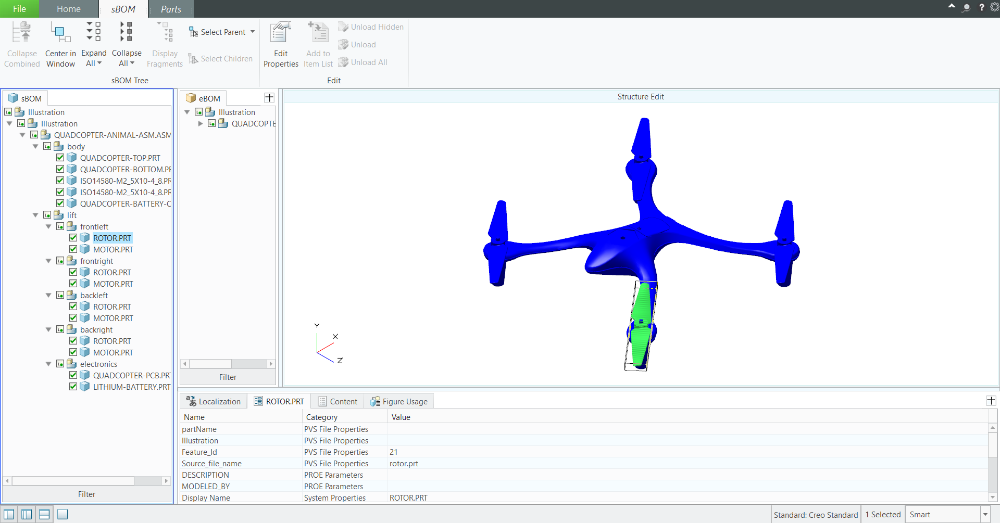 File Home sBOM Parts ?
Collapse Combined
Center in Window
Expand All
Collapse All
Display Fragments
Select Parent
Select Children
sBOM Tree
Edit Properties
Add to Item List
Unload Hidden
Unload
Unload All
Edit
sBOM
Illustration
Illustration
QUADCOPTER-ANIMAL-ASM.ASM
body
QUADCOPTER-TOP.PRT
QUADCOPTER-BOTTOM.PR
ISO14580-M2_5X10-4_8.PR
ISO14580-M2_5X10-4_8.PR
QUADCOPTER-BATTERY-C
lift
frontleft
ROTOR.PRT
MOTOR.PRT
frontright
ROTOR.PRT
MOTOR.PRT
backleft
ROTOR.PRT
MOTOR.PRT
backright
ROTOR.PRT
MOTOR.PRT
electronics
QUADCOPTER-PCB.PRT
LITHIUM-BATTERY.PRT
Filter
eBOM
Illustration
QUADCOPTE
Filter
Structure Edit
Y
X
Z
Localization ROTOR.PRT Content Figure Usage
Name Category Value
partName PVS File Properties
Illustration PVS File Properties
Feature_Id PVS File Properties 21
Source_file_name PVS File Properties rotor.prt
DESCRIPTION PROE Parameters
MODELED_BY PROE Parameters
Display Name System Properties ROTOR.PRT
Standard: Creo Standard 1 Selected Smart